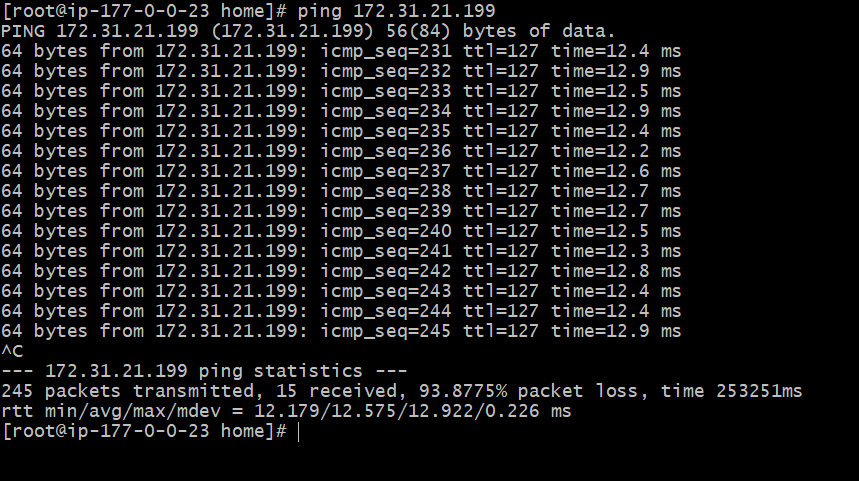 [root@ip-177-0-0-23 home]# ping 172.31.21.199
PING 172.31.21.199 (172.31.21.199) 56(84) bytes of data.
64 bytes from 172.31.21.199: icmp_seq=231 ttl=127 time=12.4 ms
64 bytes from 172.31.21.199: icmp_seq=232 ttl=127 time=12.9 ms
64 bytes from 172.31.21.199: icmp_seq=233 ttl=127 time=12.5 ms
64 bytes from 172.31.21.199: icmp_seq=234 ttl=127 time=12.9 ms
64 bytes from 172.31.21.199: icmp_seq=235 ttl=127 time=12.4 ms
64 bytes from 172.31.21.199: icmp_seq=236 ttl=127 time=12.2 ms
64 bytes from 172.31.21.199: icmp_seq=237 ttl=127 time=12.6 ms
64 bytes from 172.31.21.199: icmp_seq=238 ttl=127 time=12.7 ms
64 bytes from 172.31.21.199: icmp_seq=239 ttl=127 time=12.7 ms
64 bytes from 172.31.21.199: icmp_seq=240 ttl=127 time=12.5 ms
64 bytes from 172.31.21.199: icmp_seq=241 ttl=127 time=12.3 ms
64 bytes from 172.31.21.199: icmp_seq=242 ttl=127 time=12.8 ms
64 bytes from 172.31.21.199: icmp_seq=243 ttl=127 time=12.4 ms
64 bytes from 172.31.21.199: icmp_seq=244 ttl=127 time=12.4 ms
64 bytes from 172.31.21.199: icmp_seq=245 ttl=127 time=12.9 ms
^C
--- 172.31.21.199 ping statistics ---
245 packets transmitted, 15 received, 93.8775% packet loss, time 253251ms
rtt min/avg/max/mdev = 12.179/12.575/12.922/0.226 ms
[root@ip-177-0-0-23 home]#